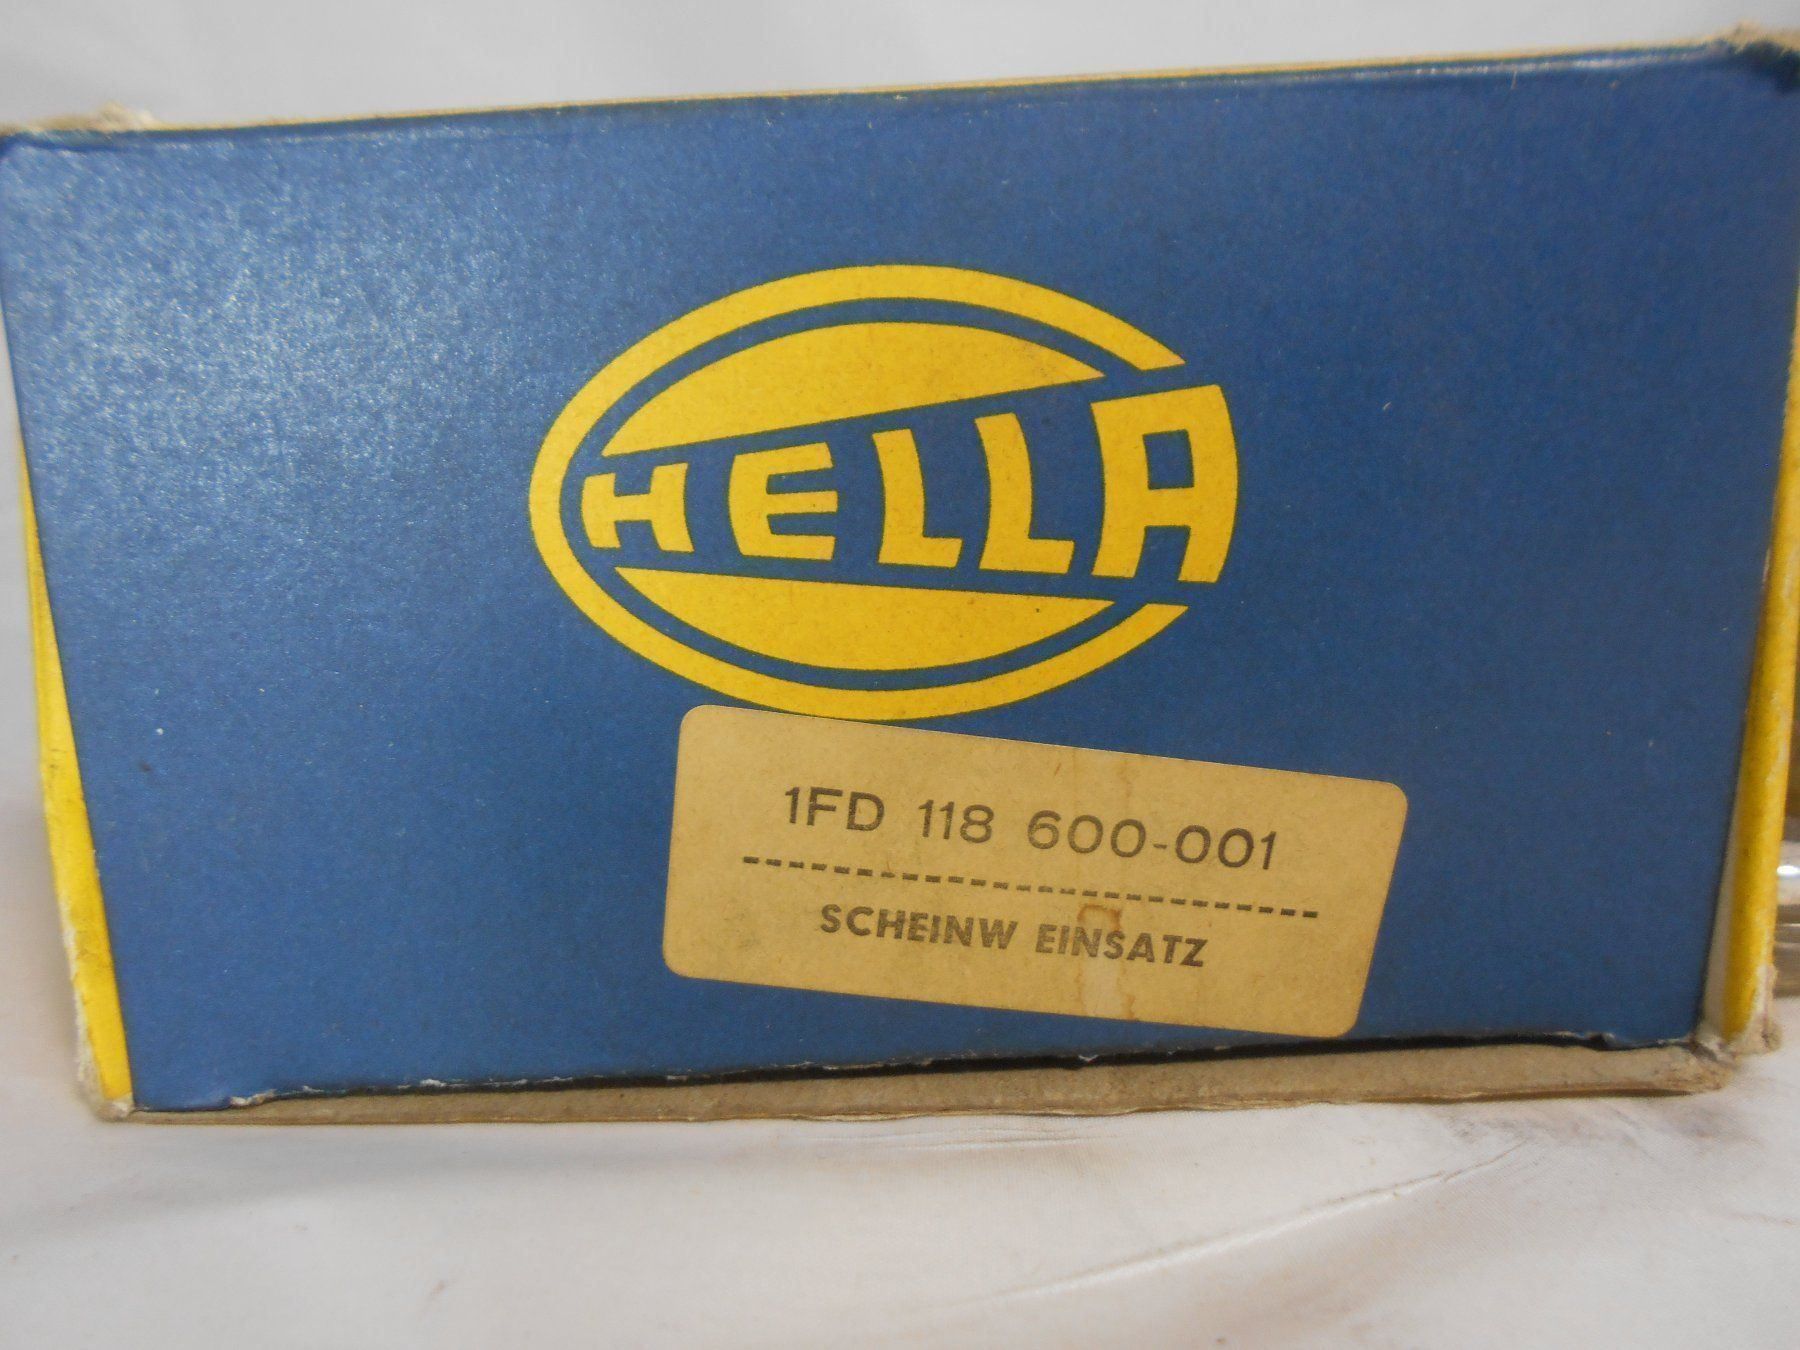 HELLA
1FD 118 600-001
SCHEINW EINSATZ